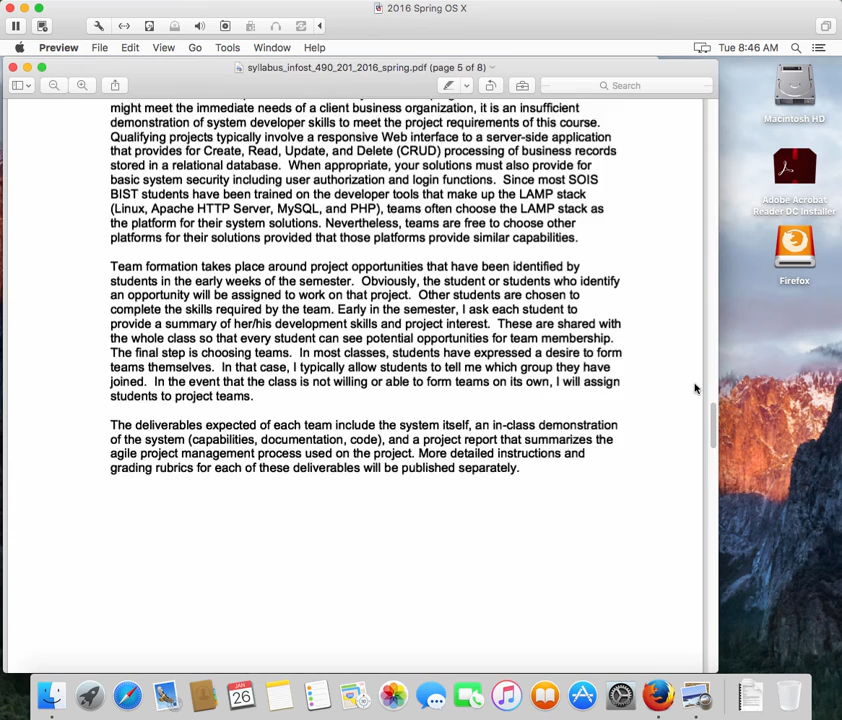 2016 Spring OS X
Preview File Edit View Go Tools Window Help
Tue 8:46 AM
syllabus_infost_490_201_2016_spring.pdf (page 5 of 8)
Search
might meet the immediate needs of a client business organization, it is an insufficient
demonstration of system developer skills to meet the project requirements of this course.
Qualifying projects typically involve a responsive Web interface to a server-side application
that provides for Create, Read, Update, and Delete (CRUD) processing of business records
stored in a relational database. When appropriate, your solutions must also provide for
basic system security including user authorization and login functions. Since most SOIS
BIST students have been trained on the developer tools that make up the LAMP stack
(Linux, Apache HTTP Server, MySQL, and PHP), teams often choose the LAMP stack as
the platform for their system solutions. Nevertheless, teams are free to choose other
platforms for their solutions provided that those platforms provide similar capabilities.
Team formation takes place around project opportunities that have been identified by
students in the early weeks of the semester. Obviously, the student or students who identify
an opportunity will be assigned to work on that project. Other students are chosen to
complete the skills required by the team. Early in the semester, I ask each student to
provide a summary of her/his development skills and project interest. These are shared with
the whole class so that every student can see potential opportunities for team membership.
The final step is choosing teams. In most classes, students have expressed a desire to form
teams themselves. In that case, I typically allow students to tell me which group they have
joined. In the event that the class is not willing or able to form teams on its own, I will assign
students to project teams.
The deliverables expected of each team include the system itself, an in-class demonstration
of the system (capabilities, documentation, code), and a project report that summarizes the
agile project management process used on the project. More detailed instructions and
grading rubrics for each of these deliverables will be published separately.
Macintosh HD
Adobe Acrobat
Reader DC Installer
Firefox
JAN
26